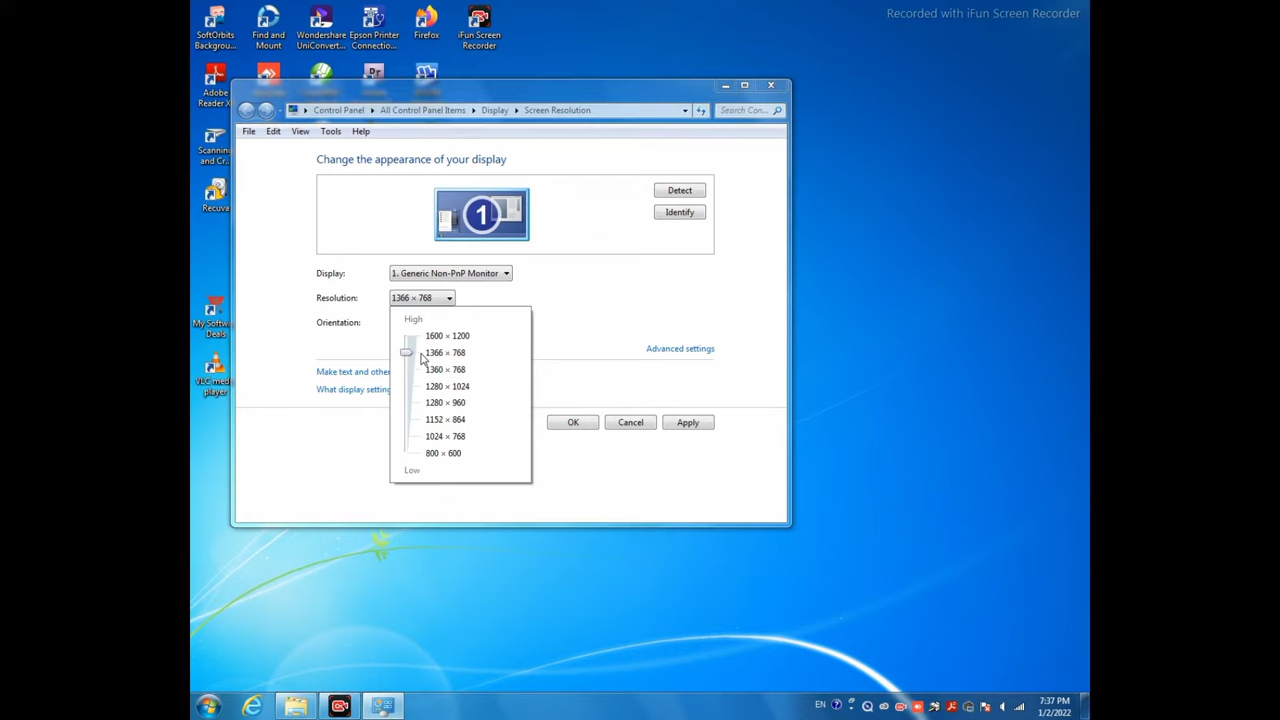 Recorded with iFun Screen Recorder
SoftOrbits
Backgrou...
Find and
Mount
Wondershare
UniConvert...
Epson Printer
Connectio...
Firefox
iFun Screen
Recorder
Adobe
Reader X
Scanning
and Cr...
Recuva
My Softw
Deals
VLC med
player
Control Panel
All Control Panel Items
Display
Screen Resolution
Search Con...
File
Edit
View
Tools
Help
Change the appearance of your display
1
Detect
Identify
Display:
1. Generic Non-PnP Monitor
Resolution:
1366 × 768
Orientation:
High
1600 × 1200
1366 × 768
1360 × 768
1280 × 1024
1280 × 960
1152 × 864
1024 × 768
800 × 600
Low
Advanced settings
Make text and other
What display setting
OK
Cancel
Apply
EN
7:37 PM
1/2/2022